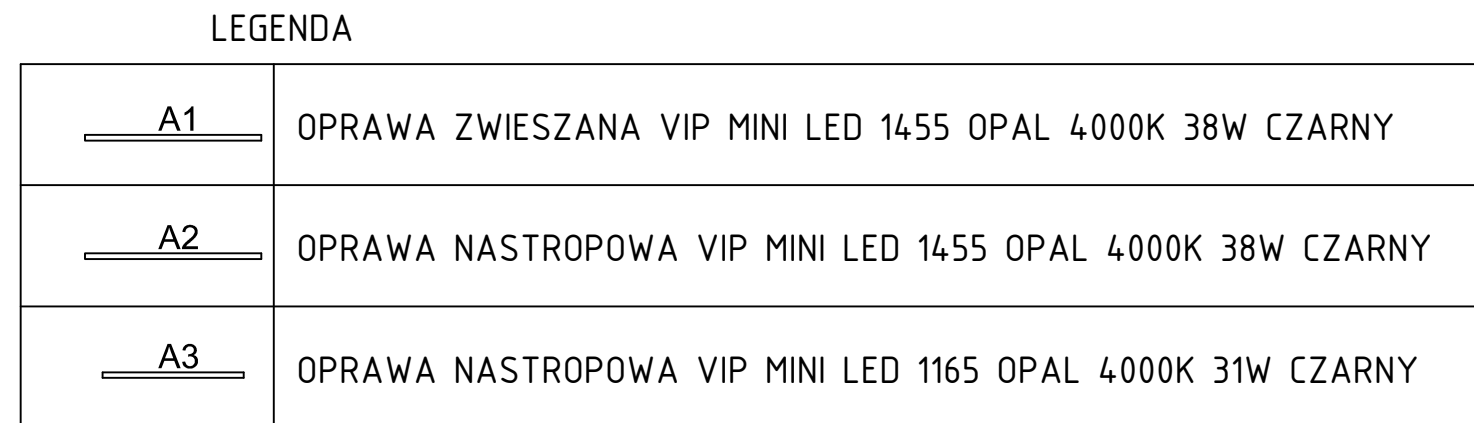 LEGENDA
A1
OPRAWA ZWIESZANA VIP MINI LED 1455 OPAL 4000K 38W CZARNY
A2
OPRAWA NASTROPOWA VIP MINI LED 1455 OPAL 4000K 38W CZARNY
A3
OPRAWA NASTROPOWA VIP MINI LED 1165 OPAL 4000K 31W CZARNY